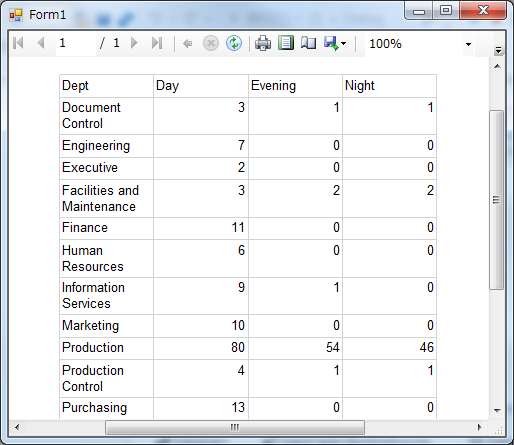 Form1
1 / 1 100%
Dept Day Evening Night
Document
Control 3 1 1
Engineering 7 0 0
Executive 2 0 0
Facilities and
Maintenance 3 2 2
Finance 11 0 0
Human
Resources 6 0 0
Information
Services 9 1 0
Marketing 10 0 0
Production 80 54 46
Production
Control 4 1 1
Purchasing 13 0 0